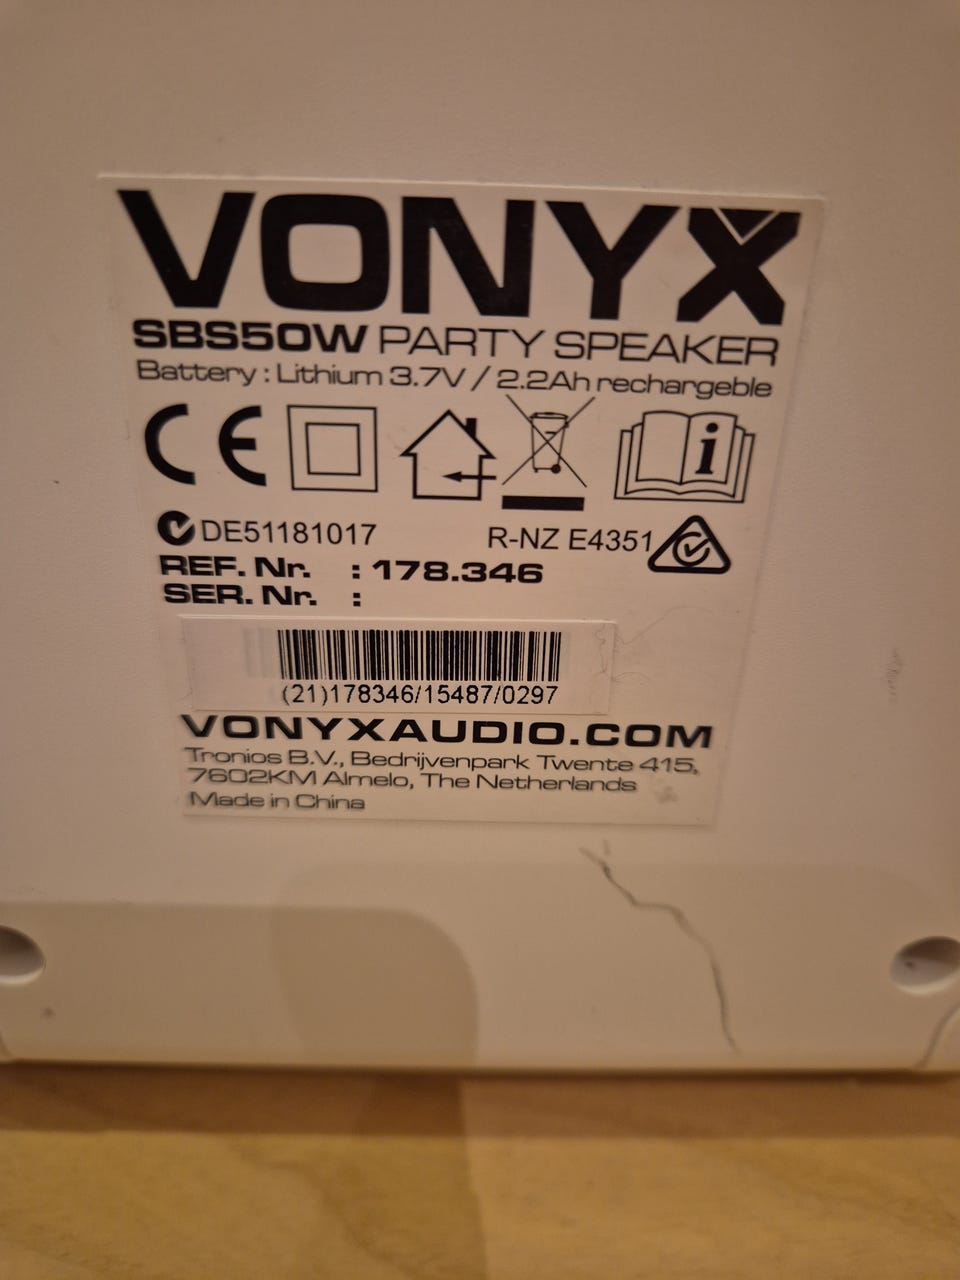 VONYX
SBS50W PARTY SPEAKER
Battery : Lithium 3.7V / 2.2Ah rechargeble
CE
DE51181017 R-NZ E4351
REF. Nr. : 178.346
SER. Nr. :
(21)178346/15487/0297
VONYXAUDIO.COM
Tronios B.V., Bedrijvenpark Twente 415,
7602KM Almelo, The Netherlands
Made in China